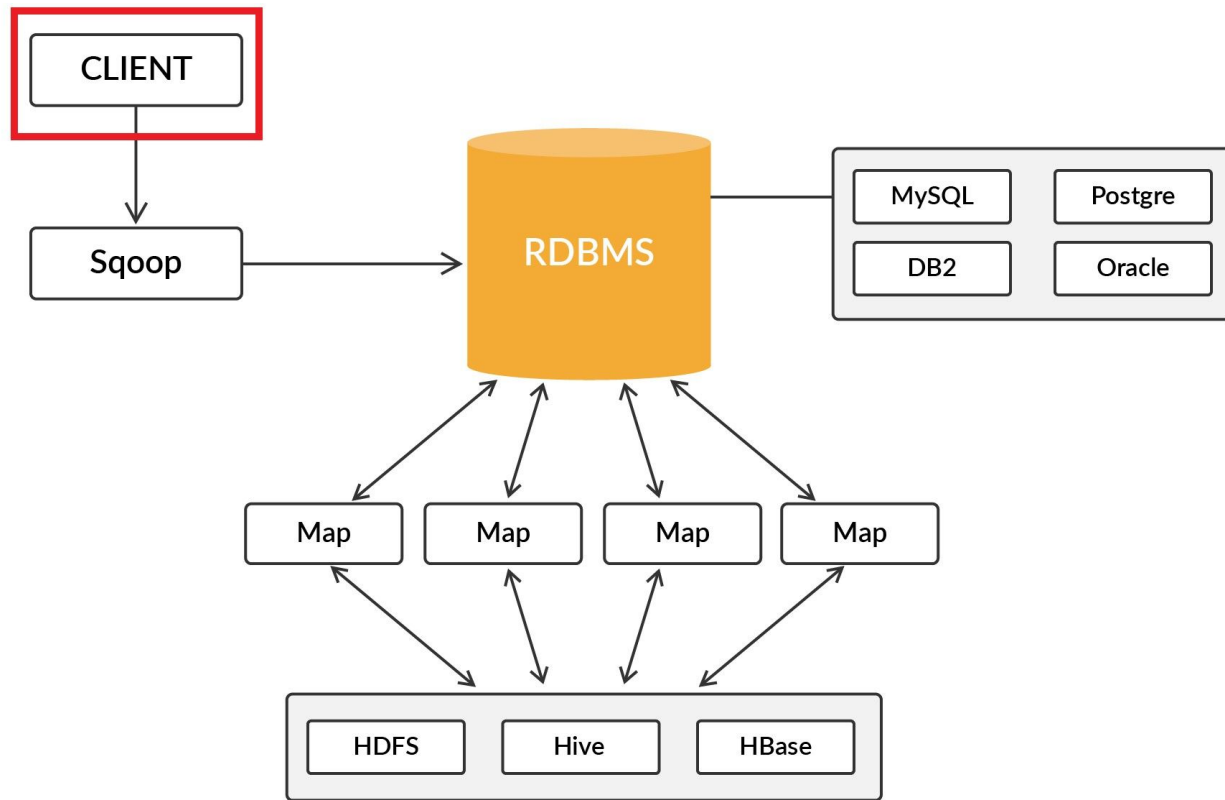 CLIENT
Sqoop
RDBMS
MySQL
Postgre
DB2
Oracle
Map
Map
Map
Map
HDFS
Hive
HBase